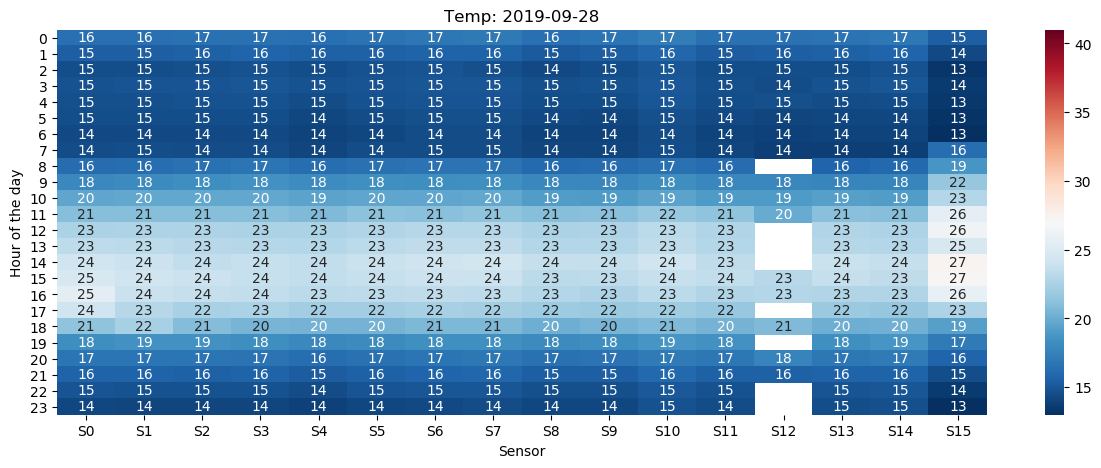 Temp: 2019-09-28
0 16 16 17 17 16 17 17 17 16 17 17 17 17 17 17 15
1 15 15 16 16 16 16 16 16 15 15 16 15 16 16 16 14
2 15 15 15 15 15 15 15 15 14 15 15 15 15 15 15 13
3 15 15 15 15 15 15 15 15 15 15 15 15 14 15 15 14
4 15 15 15 15 15 15 15 15 15 15 15 15 15 15 15 13
5 15 15 15 15 14 15 15 15 14 14 15 14 14 14 14 13
6 14 14 14 14 14 14 14 14 14 14 14 14 14 14 14 13
7 14 15 14 14 14 14 15 15 14 14 15 14 14 14 14 16
8 16 16 17 17 16 16 17 17 16 16 17 16 16 16 19
9 18 18 18 18 18 18 18 18 18 18 18 18 18 18 18 22
10 20 20 20 20 19 20 20 20 19 19 19 19 19 19 19 23
11 21 21 21 21 21 21 21 21 21 21 22 21 20 21 21 26
12 23 23 23 23 23 23 23 23 23 23 23 23 23 23 26
13 23 23 23 23 23 23 23 23 23 23 23 23 23 23 25
14 24 24 24 24 24 24 24 24 24 24 24 23 24 23 27
15 25 24 24 24 24 24 24 24 23 23 24 24 23 24 23 27
16 25 24 24 24 23 23 23 23 23 23 23 23 23 23 23 26
17 24 23 22 23 22 22 22 22 22 22 22 22 22 22 23
18 21 22 21 20 20 20 21 21 20 20 21 20 21 20 20 19
19 18 19 19 18 18 18 18 18 18 18 19 18 18 19 17
20 17 17 17 17 16 17 17 17 17 17 17 17 18 17 17 16
21 16 16 16 16 15 16 16 16 15 15 16 16 16 16 16 15
22 15 15 15 15 14 15 15 15 15 15 15 15 15 15 14
23 14 14 14 14 14 14 14 14 14 14 15 14 15 15 13
S0 S1 S2 S3 S4 S5 S6 S7 S8 S9 S10 S11 S12 S13 S14 S15
Sensor
Hour of the day
40
35
30
25
20
15